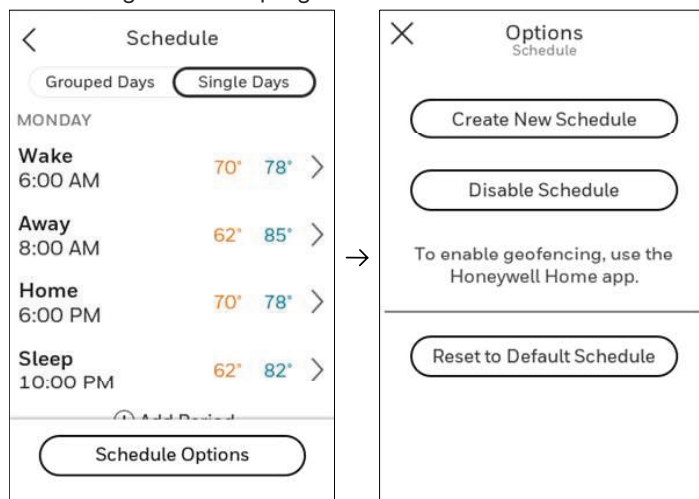 Schedule
Grouped Days Single Days
MONDAY
Wake
6:00 AM
70° 78°
Away
8:00 AM
62° 85°
Home
6:00 PM
70° 78°
Sleep
10:00 PM
62° 82°
Add Period
Schedule Options
→
Options
Schedule
Create New Schedule
Disable Schedule
To enable geofencing, use the
Honeywell Home app.
Reset to Default Schedule